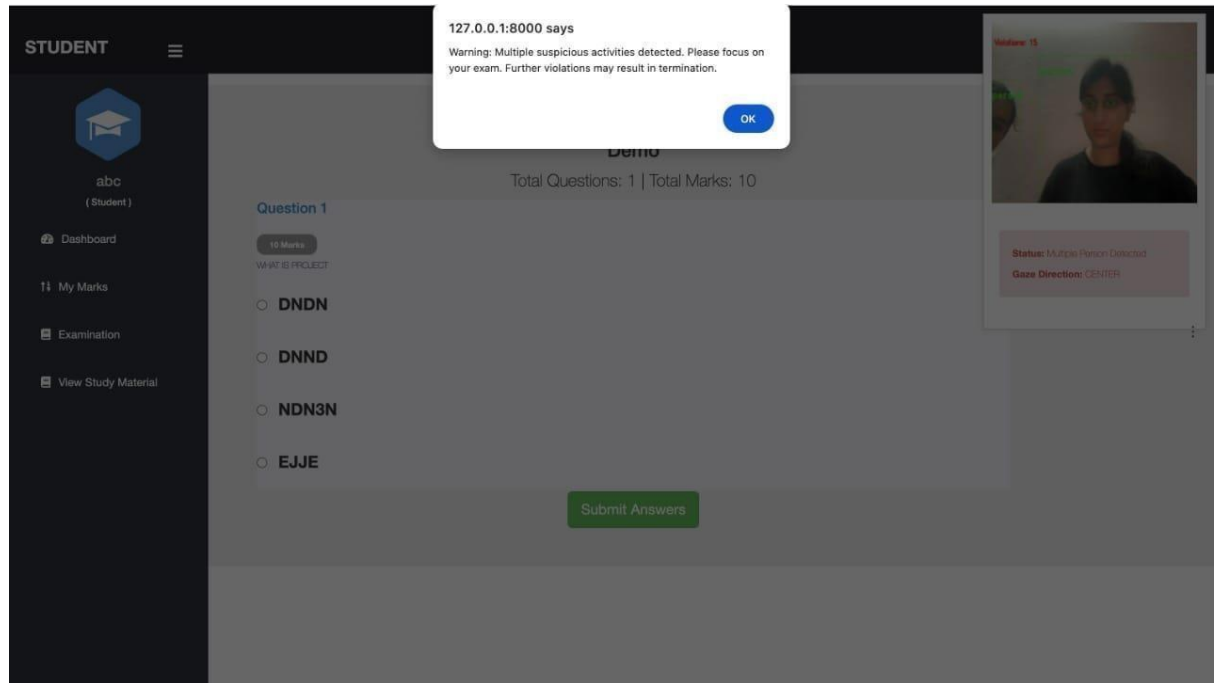 127.0.0.1:8000 says
Warning: Multiple suspicious activities detected. Please focus on
your exam. Further violations may result in termination.
OK
STUDENT
abc
( Student )
Dashboard
My Marks
Examination
View Study Material
Demo
Total Questions: 1 | Total Marks: 10
Question 1
10 Marks
WHAT IS PROJECT
DNDN
DNND
NDN3N
EJJE
Submit Answers
Violations: 15
Status: Multiple Person Detected
Gaze Direction: CENTER